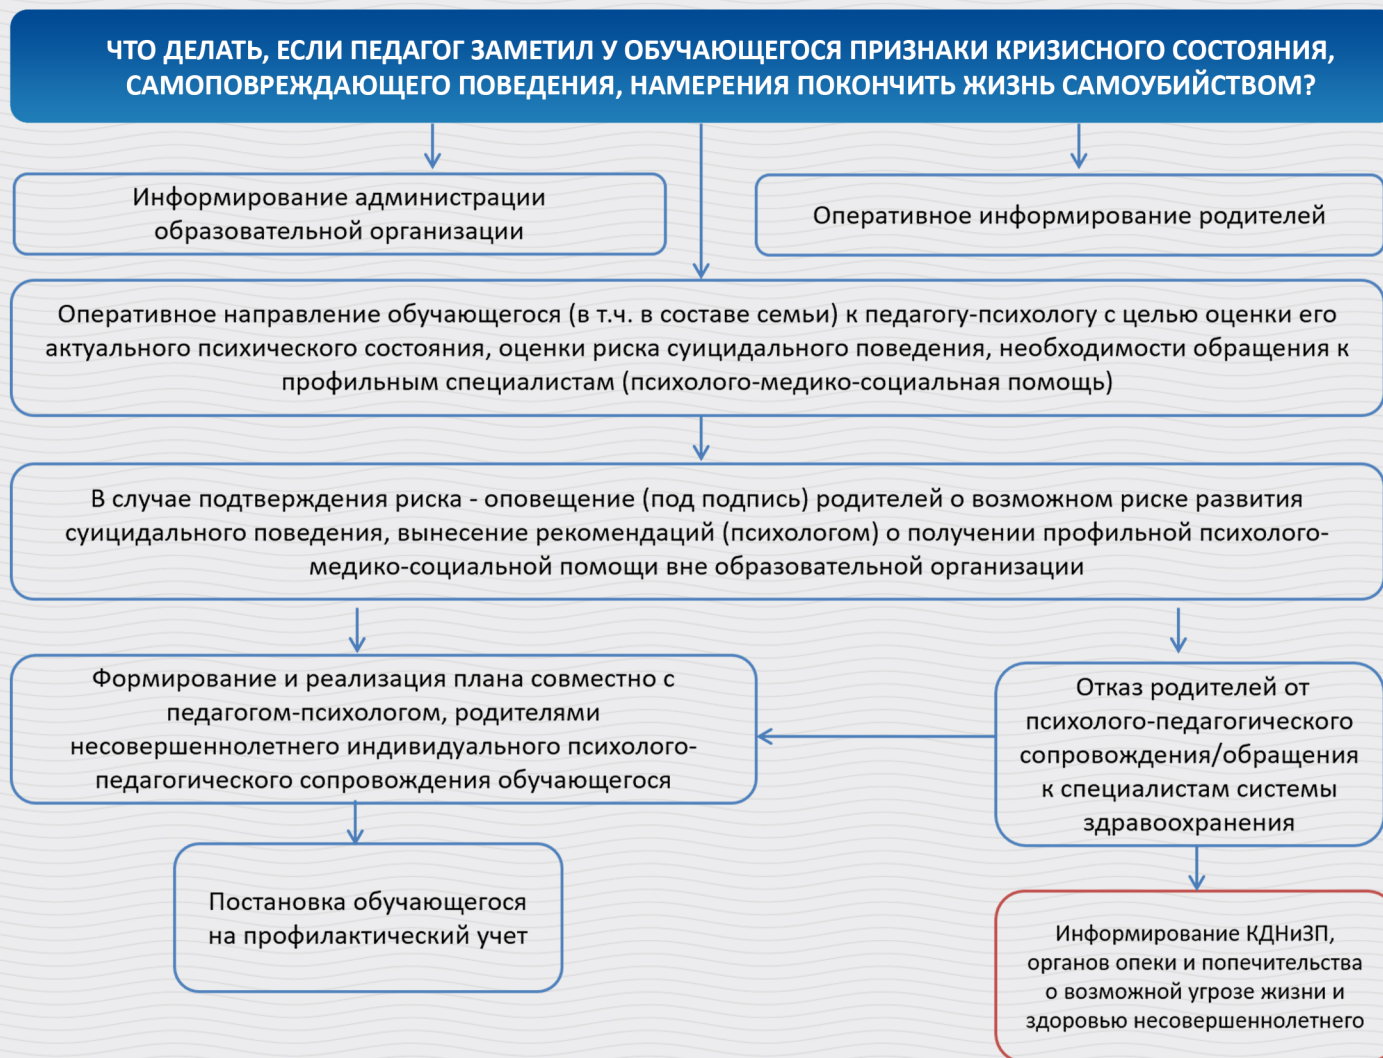 ЧТО ДЕЛАТЬ, ЕСЛИ ПЕДАГОГ ЗАМЕТИЛ У ОБУЧАЮЩЕГОСЯ ПРИЗНАКИ КРИЗИСНОГО СОСТОЯНИЯ,
САМОПОВРЕЖДАЮЩЕГО ПОВЕДЕНИЯ, НАМЕРЕНИЯ ПОКОНЧИТЬ ЖИЗНЬ САМОУБИЙСТВОМ?
Информирование администрации
образовательной организации
Оперативное информирование родителей
Оперативное направление обучающегося (в т.ч. в составе семьи) к педагогу-психологу с целью оценки его
актуального психического состояния, оценки риска суицидального поведения, необходимости обращения к
профильным специалистам (психолого-медико-социальная помощь)
В случае подтверждения риска - оповещение (под подпись) родителей о возможном риске развития
суицидального поведения, вынесение рекомендаций (психологом) о получении профильной психолого-
медико-социальной помощи вне образовательной организации
Формирование и реализация плана совместно с
педагогом-психологом, родителями
несовершеннолетнего индивидуального психолого-
педагогического сопровождения обучающегося
Отказ родителей от
психолого-педагогического
сопровождения/обращения
к специалистам системы
здравоохранения
Постановка обучающегося
на профилактический учет
Информирование КДНиЗП,
органов опеки и попечительства
о возможной угрозе жизни и
здоровью несовершеннолетнего